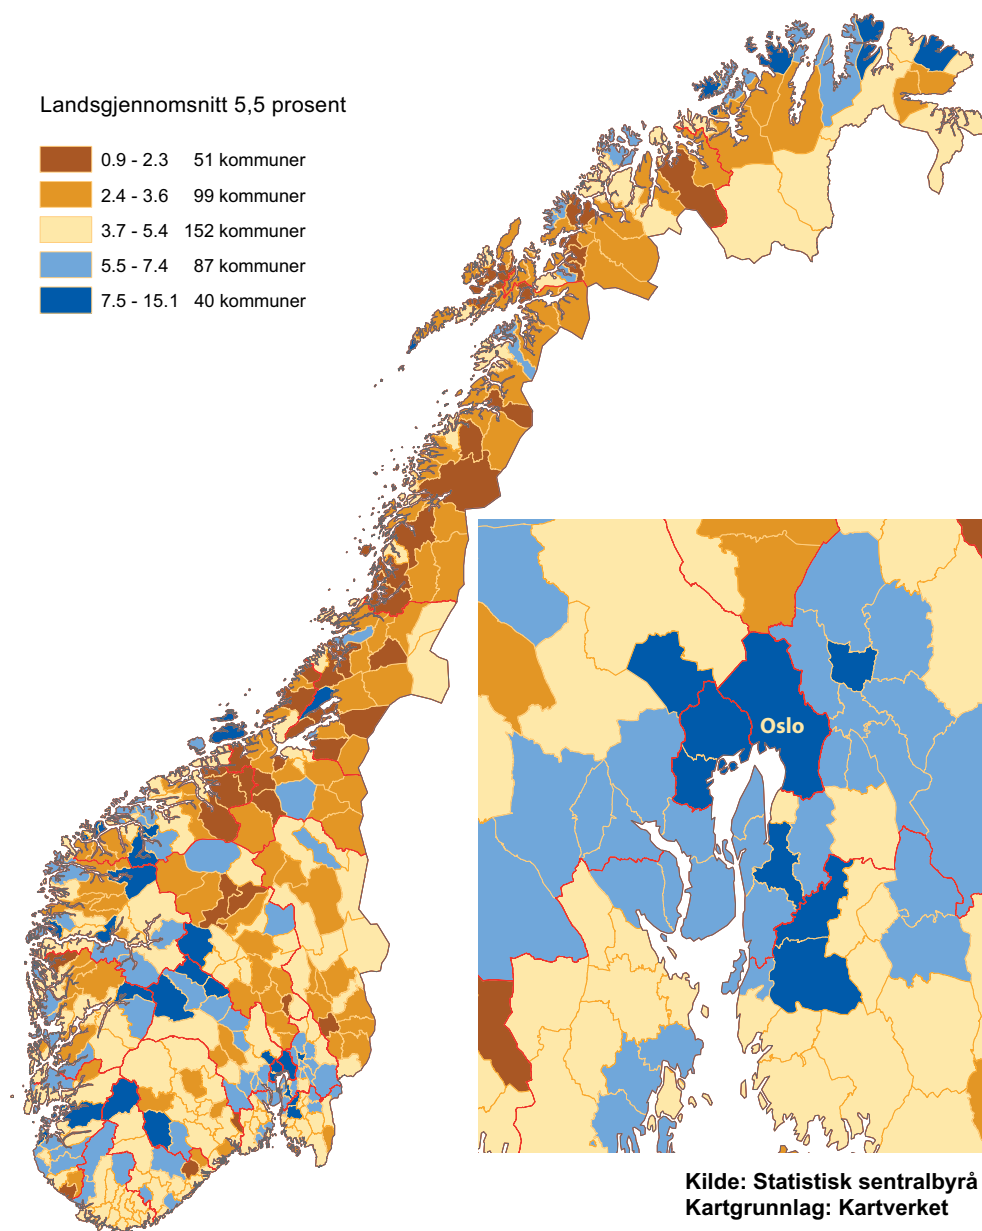 Landsgjennomsnitt 5,5 prosent
0.9 - 2.3 51 kommuner
2.4 - 3.6 99 kommuner
3.7 - 5.4 152 kommuner
5.5 - 7.4 87 kommuner
7.5 - 15.1 40 kommuner
Oslo
Kilde: Statistisk sentralbyrå
Kartgrunnlag: Kartverket